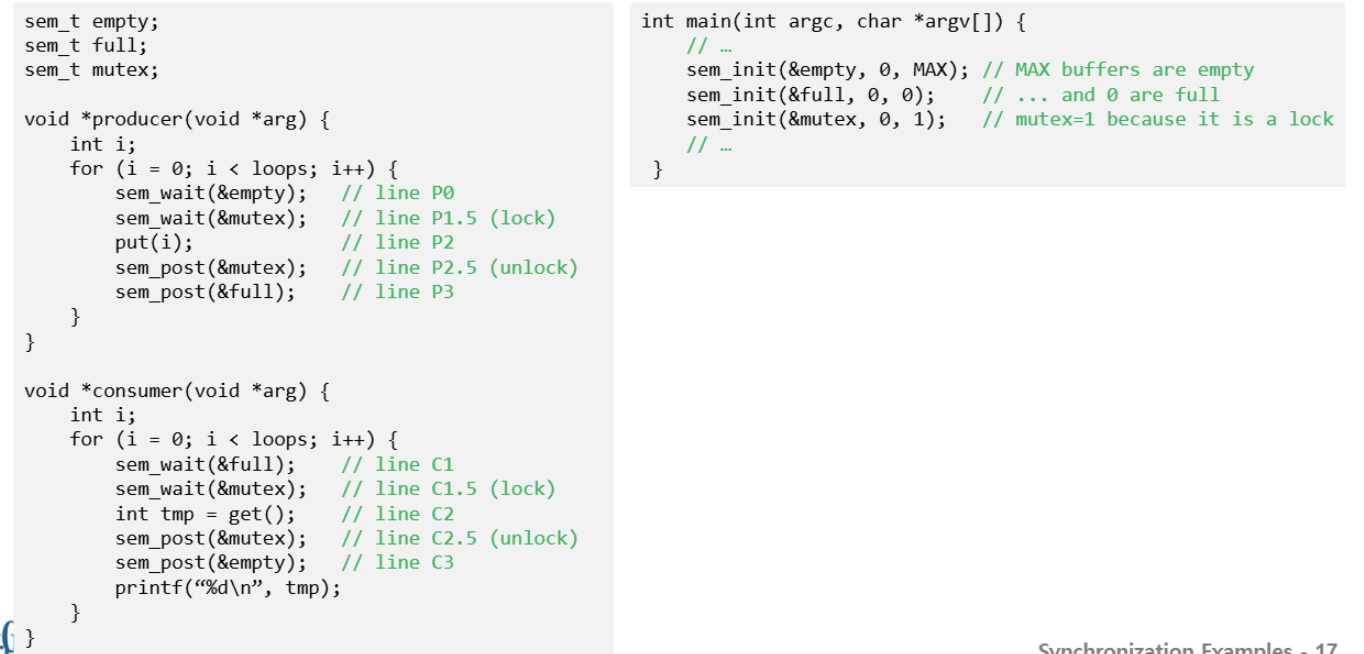 sem_t empty;
sem_t full;
sem_t mutex;

void *producer(void *arg) {
    int i;
    for (i = 0; i < loops; i++) {
        sem_wait(&empty);   // line P0
        sem_wait(&mutex);   // line P1.5 (lock)
        put(i);             // line P2
        sem_post(&mutex);   // line P2.5 (unlock)
        sem_post(&full);    // line P3
    }
}

void *consumer(void *arg) {
    int i;
    for (i = 0; i < loops; i++) {
        sem_wait(&full);    // line C1
        sem_wait(&mutex);   // line C1.5 (lock)
        int tmp = get();    // line C2
        sem_post(&mutex);   // line C2.5 (unlock)
        sem_post(&empty);   // line C3
        printf(“%d\n”, tmp);
    }
}

int main(int argc, char *argv[]) {
    // …
    sem_init(&empty, 0, MAX); // MAX buffers are empty
    sem_init(&full, 0, 0);    // ... and 0 are full
    sem_init(&mutex, 0, 1);   // mutex=1 because it is a lock
    // …
}

Synchronization Examples - 17